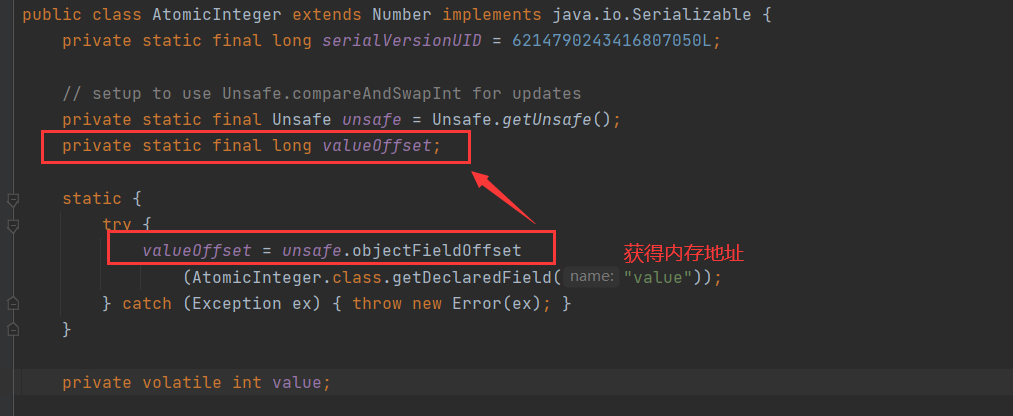 public class AtomicInteger extends Number implements java.io.Serializable {
private static final long serialVersionUID = 6214790243416807050L;
// setup to use Unsafe.compareAndSwapInt for updates
private static final Unsafe unsafe = Unsafe.getUnsafe();
private static final long valueOffset;
static {
try {
valueOffset = unsafe.objectFieldOffset
获得内存地址
(AtomicInteger.class.getDeclaredField( name: "value"));
} catch (Exception ex) { throw new Error(ex); }
}
private volatile int value;